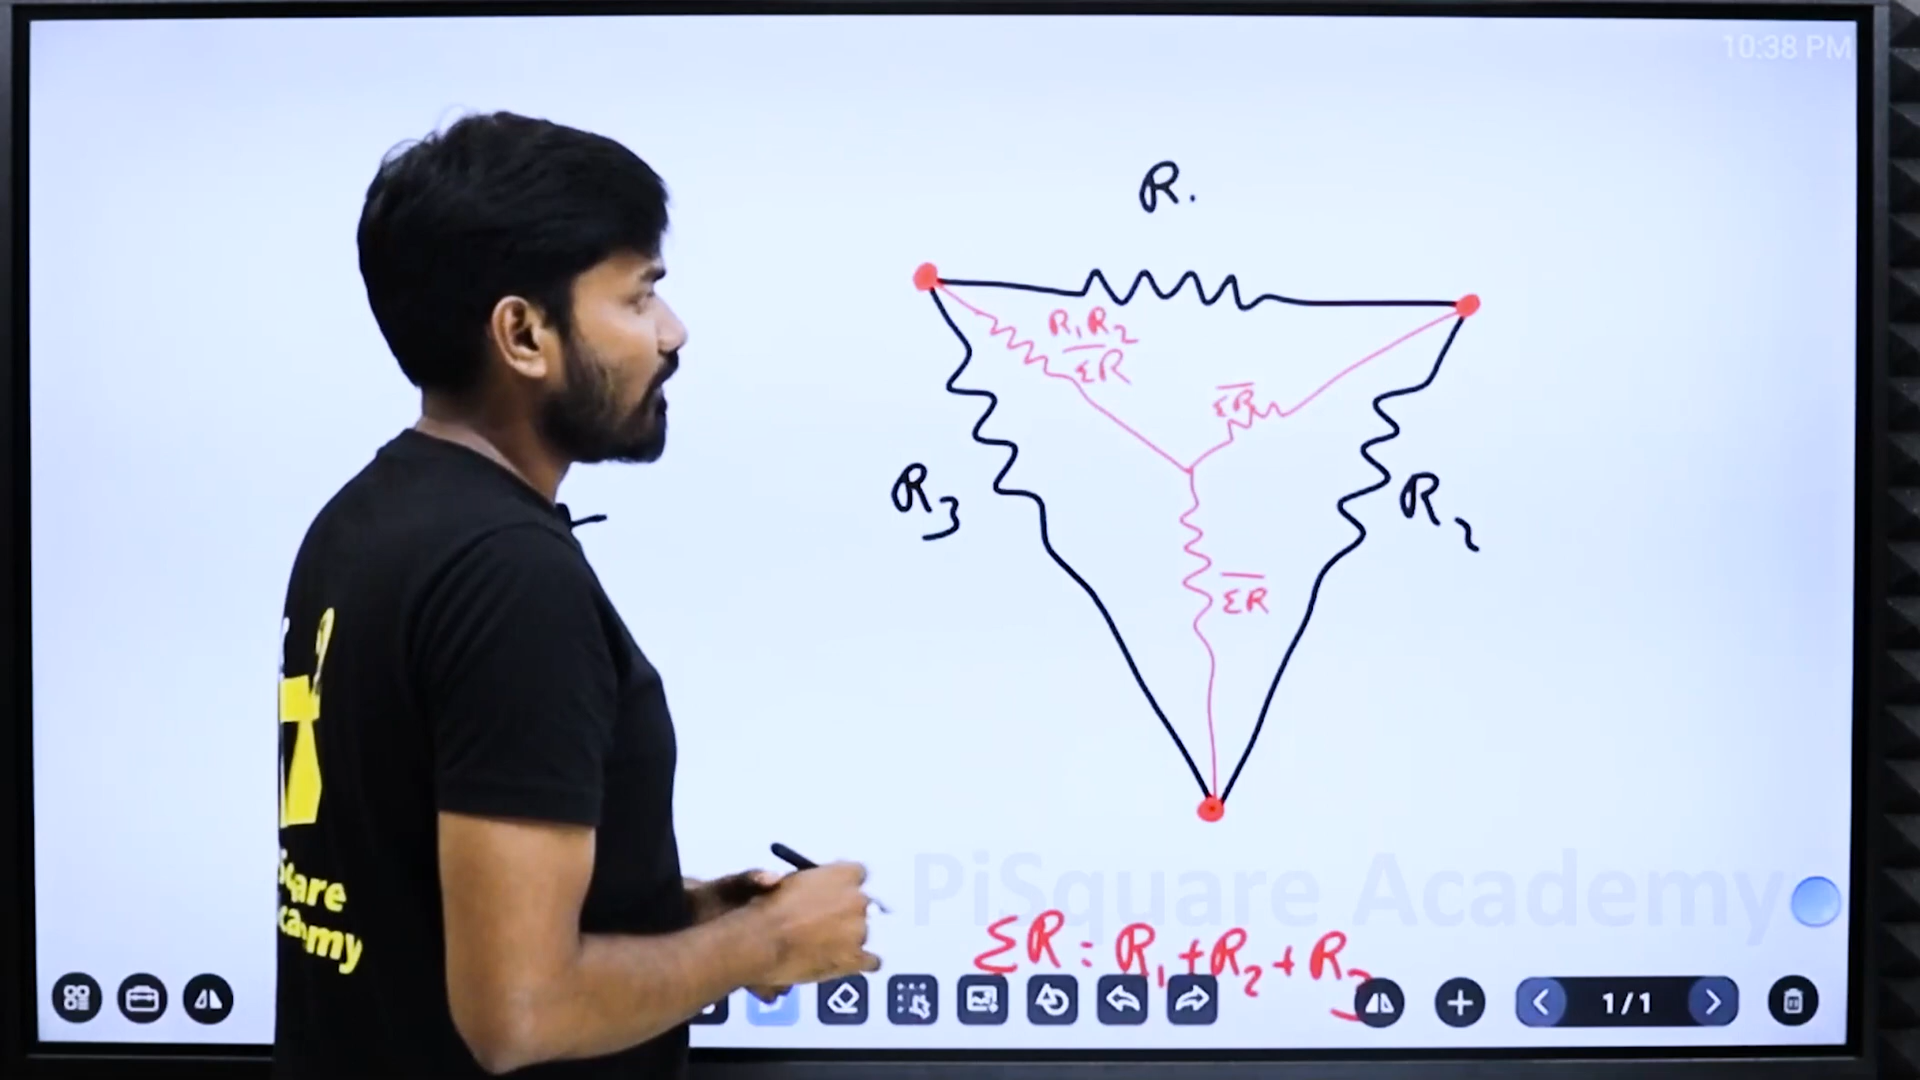 10:38 PM
R.
R₁R₂
ΣR
ΣR
R₃
R₂
ΣR
PiSquare Academy
ΣR : R₁+R₂+R₃
1/1